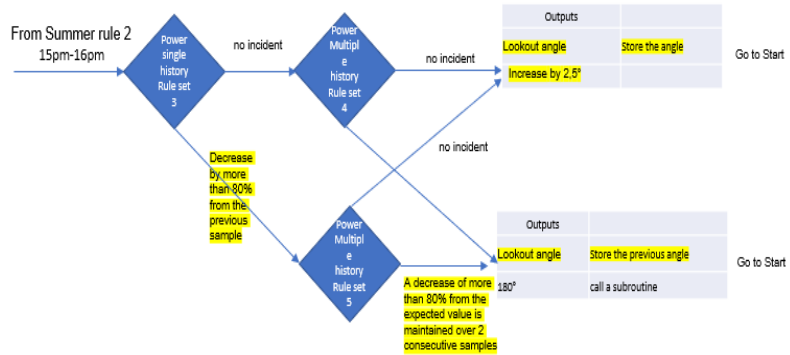 From Summer rule 2
15pm-16pm
Power
single
history
Rule set
3
no incident
Power
Multipl
e
history
Rule set
4
no incident
Outputs
Lookout angle
Store the angle
Increase by 2,5°
Go to Start
Decrease
by more
than 80%
from the
previous
sample
no incident
Power
Multipl
e
history
Rule set
5
A decrease of more
than 80% from the
expected value is
maintained over 2
consecutive samples
Outputs
Lookout angle
Store the previous angle
180°
call a subroutine
Go to Start